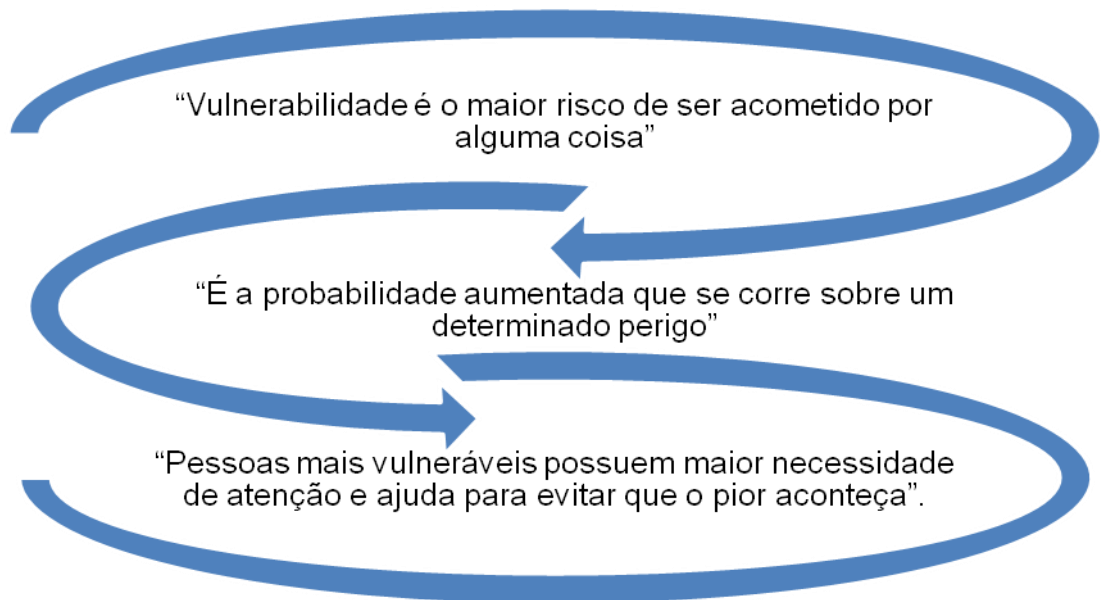 “Vulnerabilidade é o maior risco de ser acometido por
alguma coisa”
“É a probabilidade aumentada que se corre sobre um
determinado perigo”
“Pessoas mais vulneráveis possuem maior necessidade
de atenção e ajuda para evitar que o pior aconteça”.